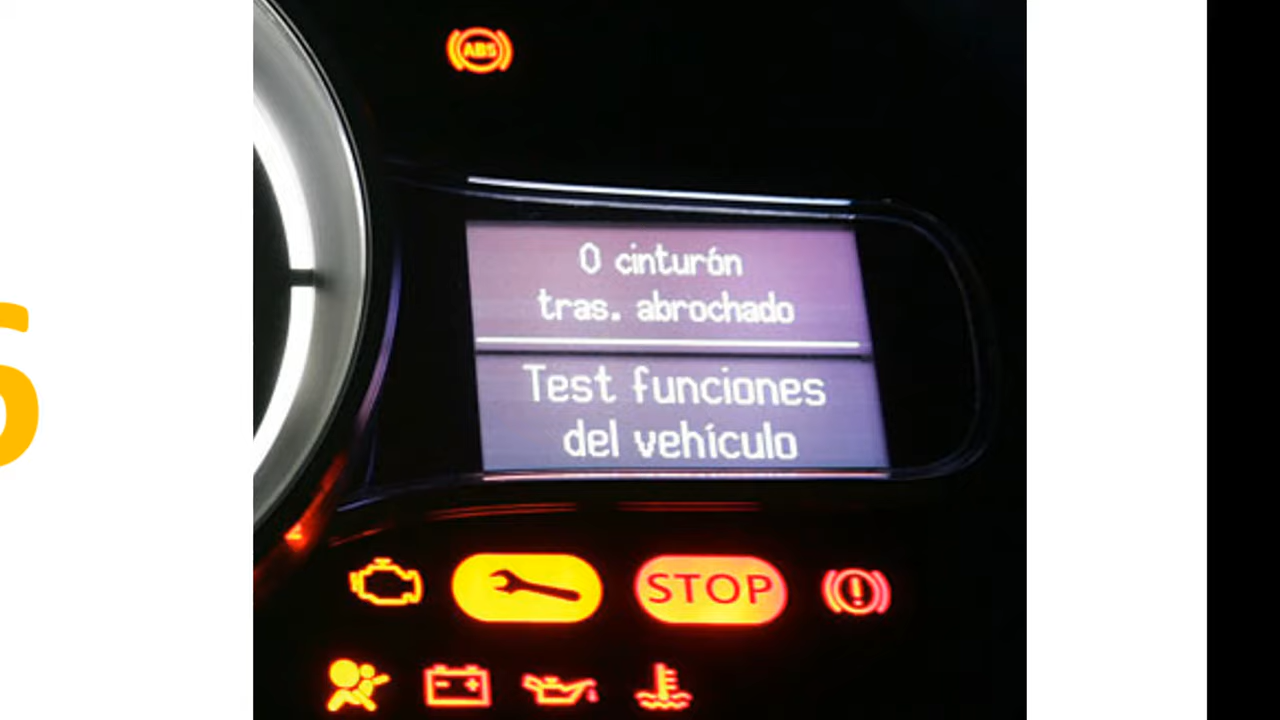 ABS
0 cinturón
tras. abrochado
Test funciones
del vehículo
STOP